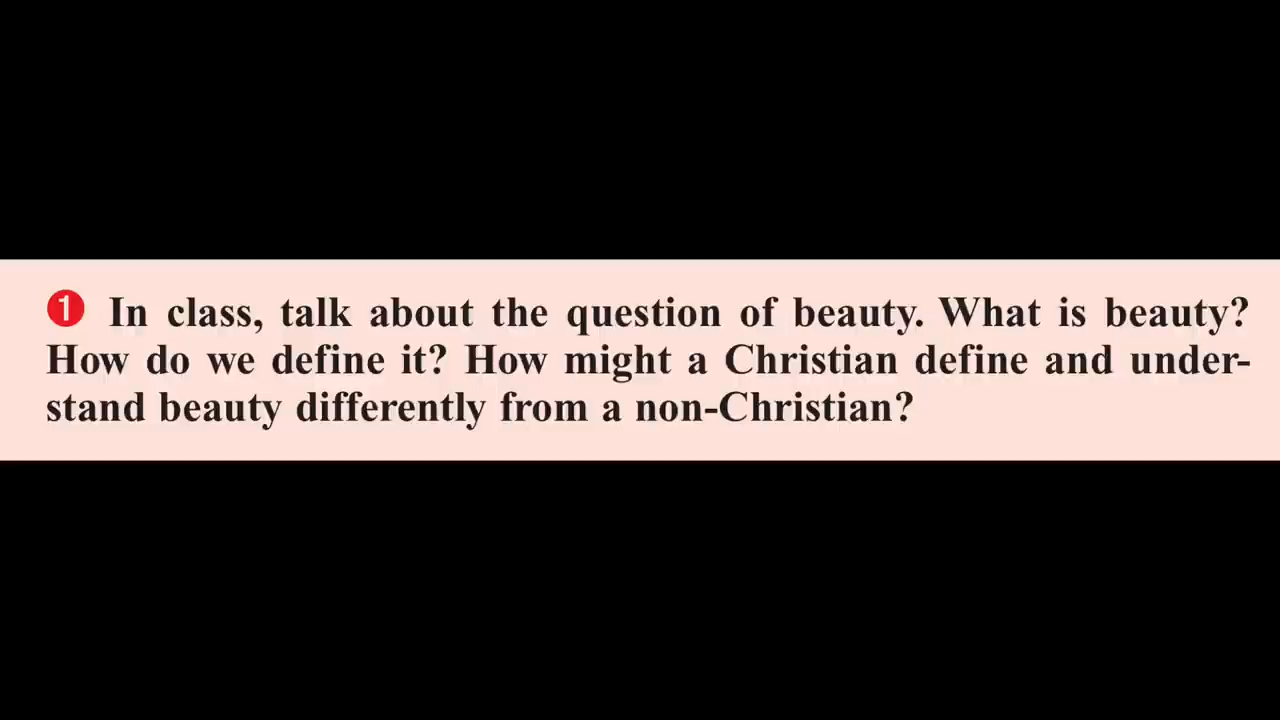 1 In class, talk about the question of beauty. What is beauty?
How do we define it? How might a Christian define and under-
stand beauty differently from a non-Christian?